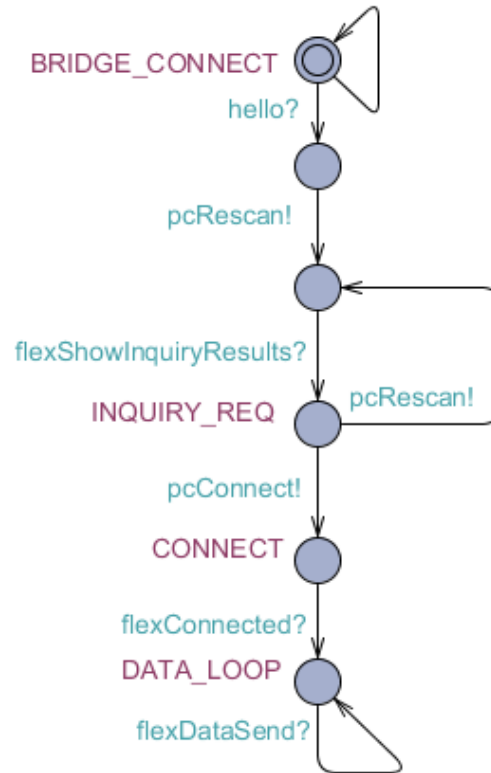 BRIDGE_CONNECT
hello?
pcRescan!
flexShowInquiryResults?
INQUIRY_REQ
pcRescan!
pcConnect!
CONNECT
flexConnected?
DATA_LOOP
flexDataSend?